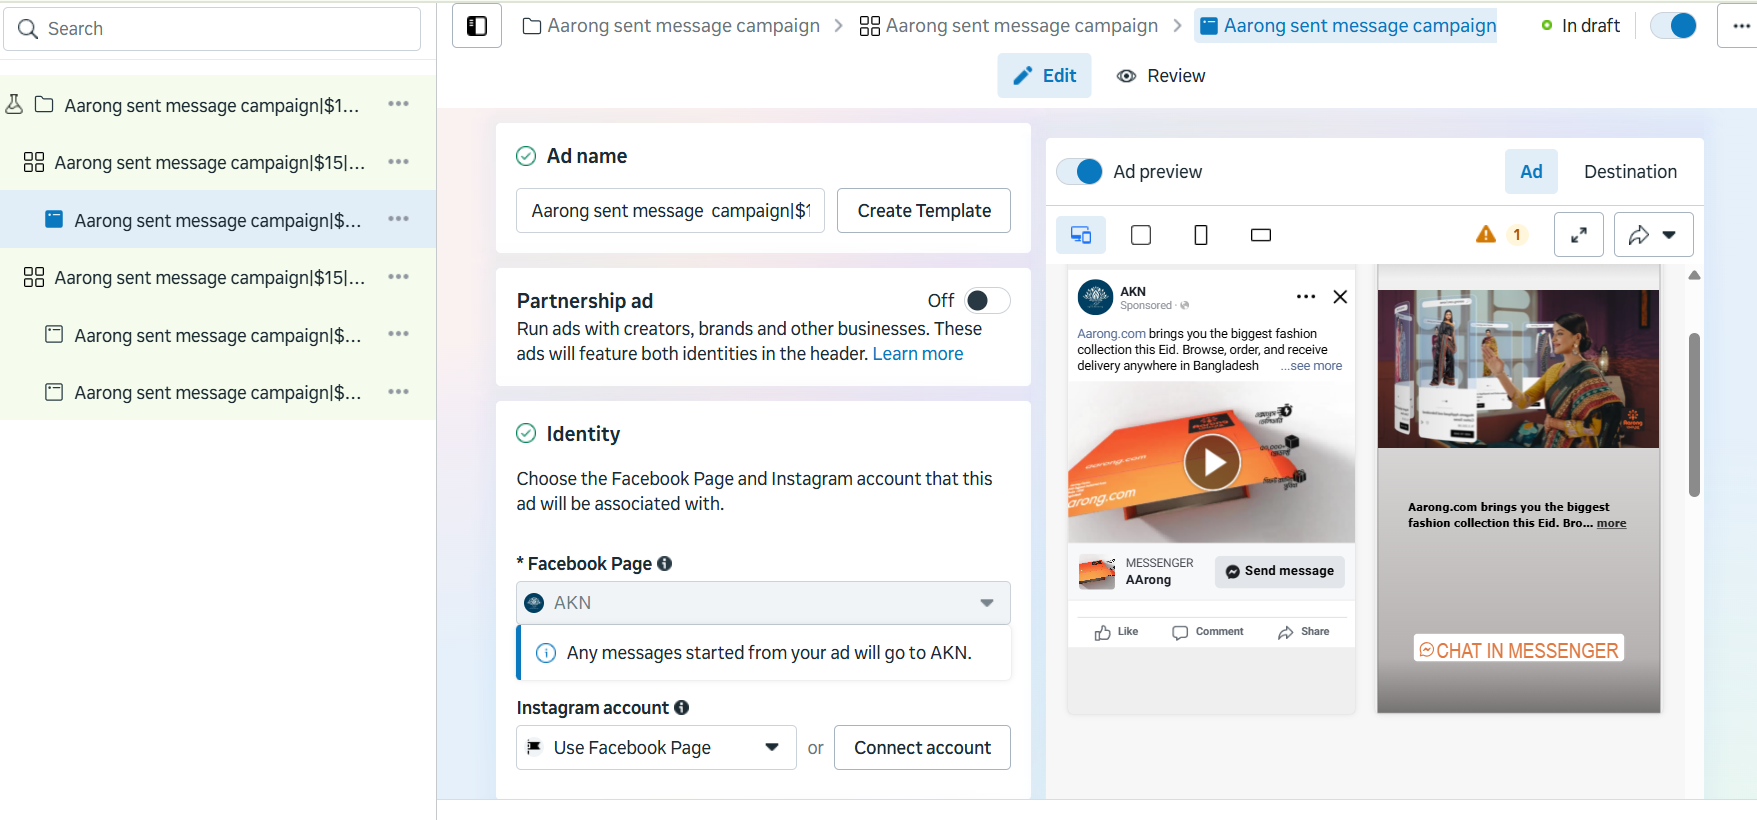 Search
Aarong sent message campaign|$1...
Aarong sent message campaign|$15|...
Aarong sent message campaign|$...
Aarong sent message campaign|$15|...
Aarong sent message campaign|$...
Aarong sent message campaign|$...
Aarong sent message campaign
Aarong sent message campaign
Aarong sent message campaign
In draft
Edit
Review
Ad name
Aarong sent message campaign|$1
Create Template
Partnership ad
Off
Run ads with creators, brands and other businesses. These
ads will feature both identities in the header. Learn more
Identity
Choose the Facebook Page and Instagram account that this
ad will be associated with.
* Facebook Page
AKN
Any messages started from your ad will go to AKN.
Instagram account
Use Facebook Page
or
Connect account
Ad preview
Ad
Destination
1
AKN
Sponsored ·
Aarong.com brings you the biggest fashion
collection this Eid. Browse, order, and receive
delivery anywhere in Bangladesh ...see more
Aarong
aarong.com
arong.com
MESSENGER
AArong
Send message
Like
Comment
Share
Aarong
Aarong.com brings you the biggest
fashion collection this Eid. Bro... more
CHAT IN MESSENGER